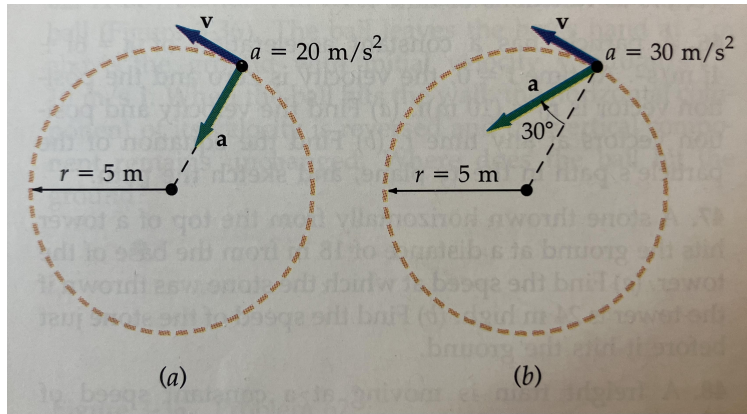 v
v
a = 20 m/s²
a = 30 m/s²
a
a
30°
r = 5 m
r = 5 m
(a)
(b)